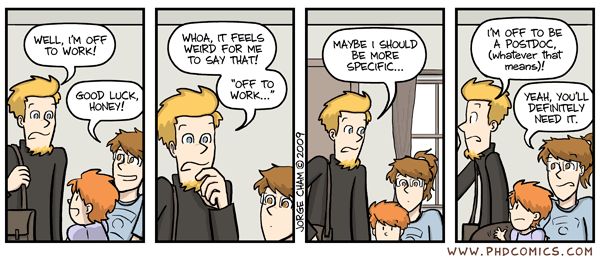 WELL, I'M OFF
TO WORK!
GOOD LUCK,
HONEY!
WHOA, IT FEELS
WEIRD FOR ME
TO SAY THAT!
"OFF TO
WORK..."
MAYBE I SHOULD
BE MORE
SPECIFIC...
I'M OFF TO BE
A POSTDOC,
(whatever that
means)!
YEAH, YOU'LL
DEFINITELY
NEED IT.
JORGE CHAM © 2009
WWW.PHDCOMICS.COM